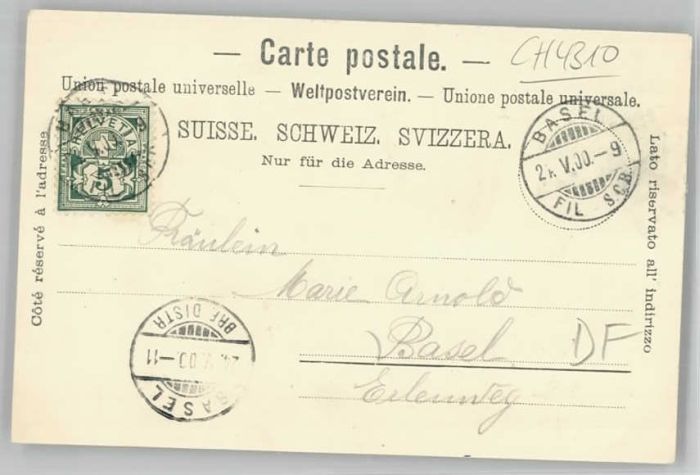 — Carte postale. —
CH4310
Union postale universelle — Weltpostverein. — Unione postale universale.
SUISSE. SCHWEIZ. SVIZZERA.
Nur für die Adresse.
HELVETIA
5
BASEL
V.00.-9
FIL S.C.B.
Côté réservé à l'adresse
Lato riservato all' indirizzo
Fräulein
Marie Arnold
Basel
DF
Erlenweg
BRF DISTR
24.V.00.-11
BASEL